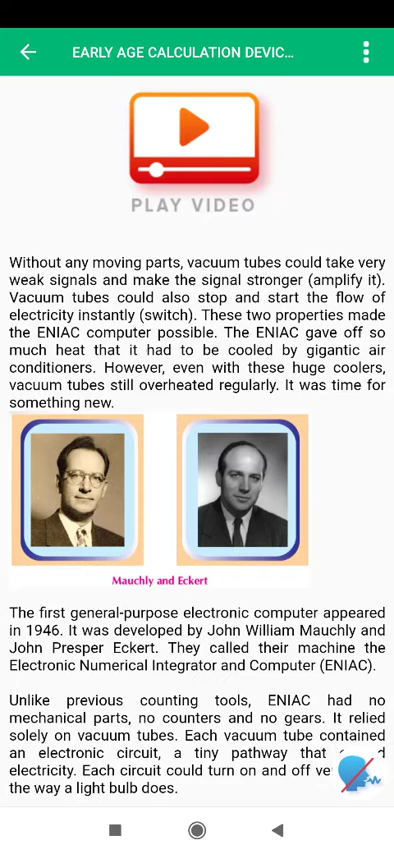 EARLY AGE CALCULATION DEVIC...
PLAY VIDEO
Without any moving parts, vacuum tubes could take very
weak signals and make the signal stronger (amplify it).
Vacuum tubes could also stop and start the flow of
electricity instantly (switch). These two properties made
the ENIAC computer possible. The ENIAC gave off so
much heat that it had to be cooled by gigantic air
conditioners. However, even with these huge coolers,
vacuum tubes still overheated regularly. It was time for
something new.
Mauchly and Eckert
The first general-purpose electronic computer appeared
in 1946. It was developed by John William Mauchly and
John Presper Eckert. They called their machine the
Electronic Numerical Integrator and Computer (ENIAC).
Unlike previous counting tools, ENIAC had no
mechanical parts, no counters and no gears. It relied
solely on vacuum tubes. Each vacuum tube contained
an electronic circuit, a tiny pathway that
electricity. Each circuit could turn on and off
the way a light bulb does.